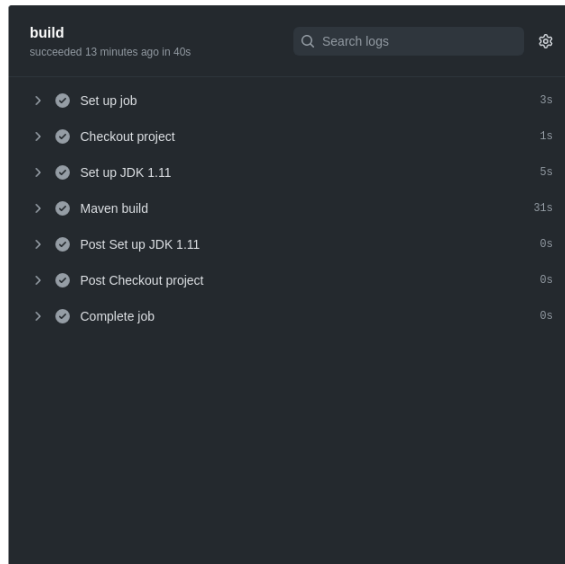 build
succeeded 13 minutes ago in 40s
Search logs
Set up job 3s
Checkout project 1s
Set up JDK 1.11 5s
Maven build 31s
Post Set up JDK 1.11 0s
Post Checkout project 0s
Complete job 0s